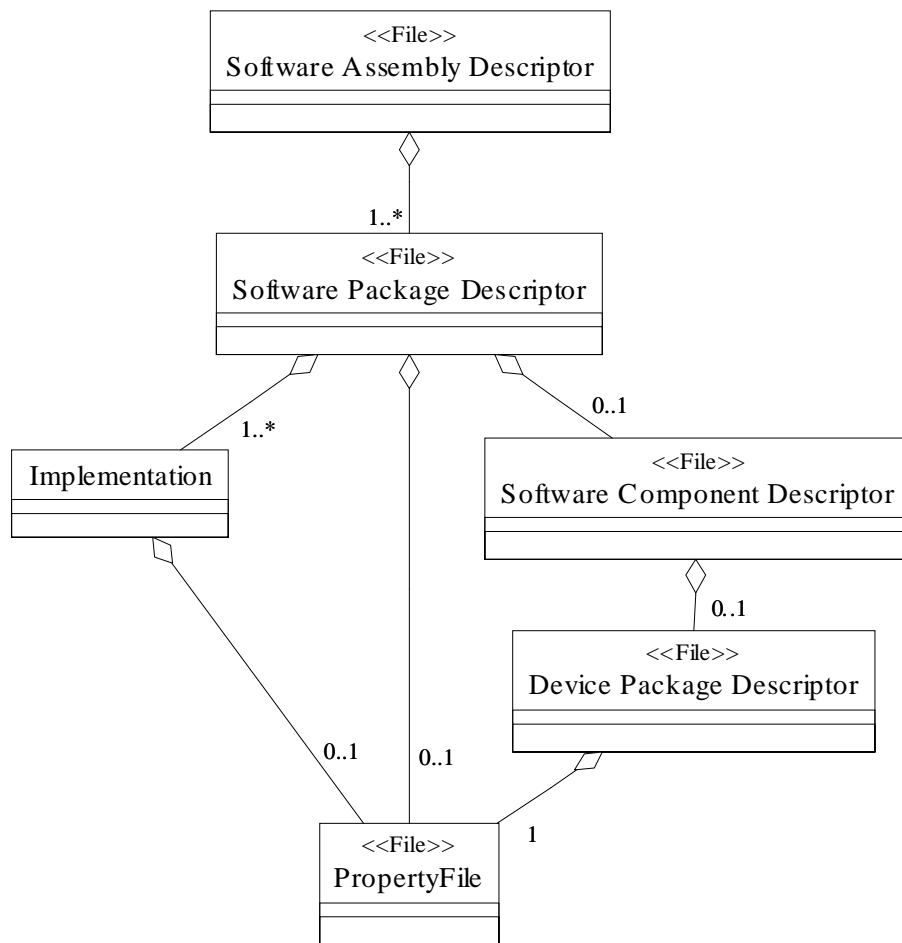 <<File>>
Software Assembly Descriptor
1..*
<<File>>
Software Package Descriptor
1..*
0..1
Implementation
<<File>>
Software Component Descriptor
0..1
<<File>>
Device Package Descriptor
0..1
0..1
1
<<File>>
PropertyFile